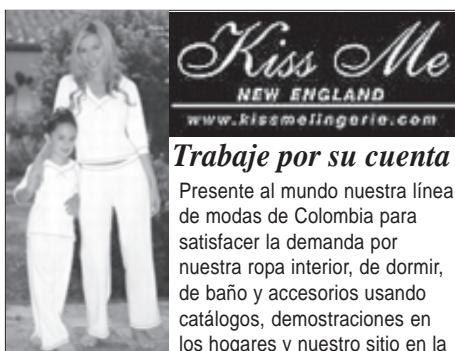 Kiss Me
NEW ENGLAND
www.kissmelingerie.com
Trabaje por su cuenta
Presente al mundo nuestra línea
de modas de Colombia para
satisfacer la demanda por
nuestra ropa interior, de dormir,
de baño y accesorios usando
catálogos, demostraciones en
los hogares y nuestro sitio en la